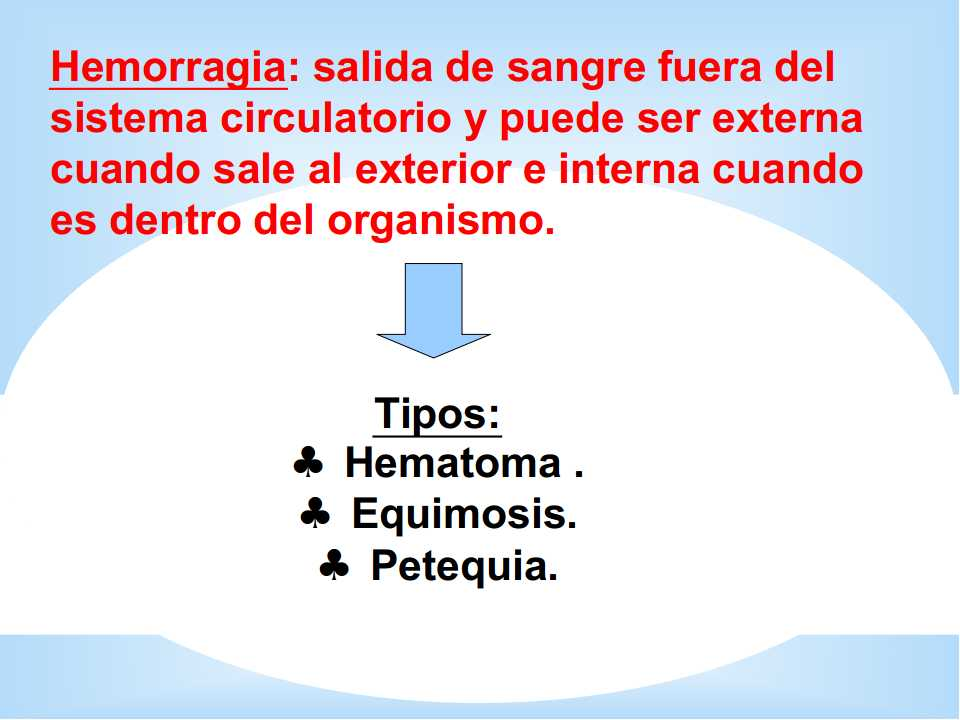 Hemorragia: salida de sangre fuera del
sistema circulatorio y puede ser externa
cuando sale al exterior e interna cuando
es dentro del organismo.
Tipos:
♣ Hematoma .
♣ Equimosis.
♣ Petequia.